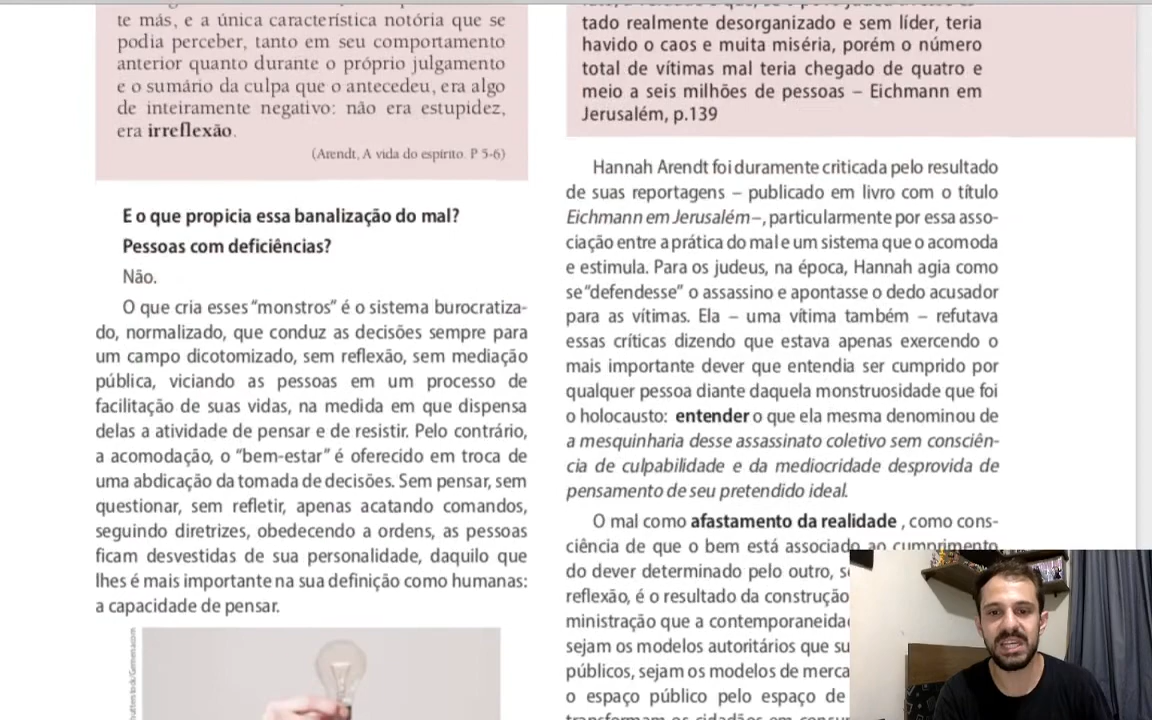 te más, e a única característica notória que se
podia perceber, tanto em seu comportamento
anterior quanto durante o próprio julgamento
e o sumário da culpa que o antecedeu, era algo
de inteiramente negativo: não era estupidez,
era irreflexão.
(Arendt, A vida do espírito. P 5-6)
E o que propicia essa banalização do mal?
Pessoas com deficiências?
Não.
O que cria esses “monstros” é o sistema burocratiza-
do, normalizado, que conduz as decisões sempre para
um campo dicotomizado, sem reflexão, sem mediação
pública, viciando as pessoas em um processo de
facilitação de suas vidas, na medida em que dispensa
delas a atividade de pensar e de resistir. Pelo contrário,
a acomodação, o “bem-estar” é oferecido em troca de
uma abdicação da tomada de decisões. Sem pensar, sem
questionar, sem refletir, apenas acatando comandos,
seguindo diretrizes, obedecendo a ordens, as pessoas
ficam desvestidas de sua personalidade, daquilo que
lhes é mais importante na sua definição como humanas:
a capacidade de pensar.
tado realmente desorganizado e sem líder, teria
havido o caos e muita miséria, porém o número
total de vítimas mal teria chegado de quatro e
meio a seis milhões de pessoas – Eichmann em
Jerusalém, p.139
Hannah Arendt foi duramente criticada pelo resultado
de suas reportagens – publicado em livro com o título
Eichmann em Jerusalém–, particularmente por essa asso-
ciação entre a prática do mal e um sistema que o acomoda
e estimula. Para os judeus, na época, Hannah agia como
se “defendesse” o assassino e apontasse o dedo acusador
para as vítimas. Ela – uma vítima também – refutava
essas críticas dizendo que estava apenas exercendo o
mais importante dever que entendia ser cumprido por
qualquer pessoa diante daquela monstruosidade que foi
o holocausto: entender o que ela mesma denominou de
a mesquinharia desse assassinato coletivo sem consciên-
cia de culpabilidade e da mediocridade desprovida de
pensamento de seu pretendido ideal.
O mal como afastamento da realidade , como cons-
ciência de que o bem está associado ao cumprimento
do dever determinado pelo outro, s
reflexão, é o resultado da construção
ministração que a contemporaneida
sejam os modelos autoritários que su
públicos, sejam os modelos de merca
o espaço público pelo espaço de